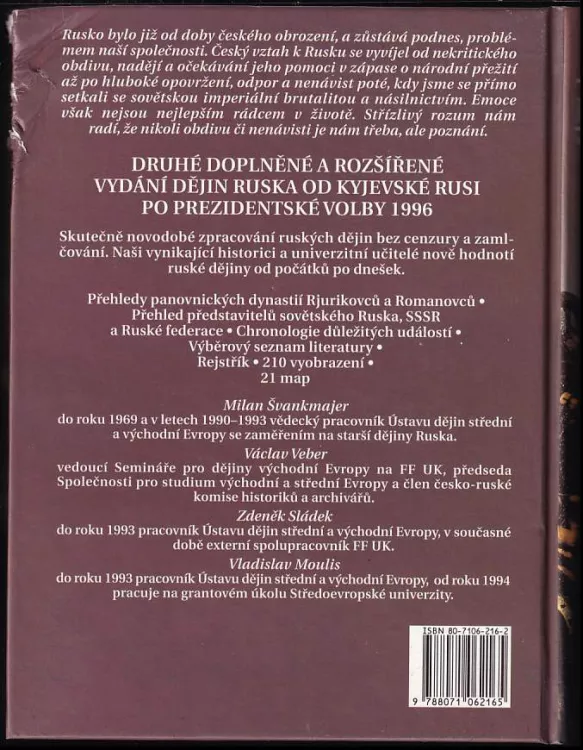 Rusko bylo již od doby českého obrození, a zůstává podnes, problé-
mem naší společnosti. Český vztah k Rusku se vyvíjel od nekritického
obdivu, nadějí a očekávání jeho pomoci v zápase o národní přežití
až po hluboké opovržení, odpor a nenávist poté, kdy jsme se přímo
setkali se sovětskou imperiální brutalitou a násilnictvím. Emoce
však nejsou nejlepším rádcem v životě. Střízlivý rozum nám
radí, že nikoli obdivu či nenávisti je nám třeba, ale poznání.
DRUHÉ DOPLNĚNÉ A ROZŠÍŘENÉ
VYDÁNÍ DĚJIN RUSKA OD KYJEVSKÉ RUSI
PO PREZIDENTSKÉ VOLBY 1996
Skutečně novodobé zpracování ruských dějin bez cenzury a zaml-
čování. Naši vynikající historici a univerzitní učitelé nově hodnotí
ruské dějiny od počátků po dnešek.
Přehledy panovnických dynastií Rjurikovců a Romanovců •
Přehled představitelů sovětského Ruska, SSSR
a Ruské federace • Chronologie důležitých událostí •
Výběrový seznam literatury •
Rejstřík • 210 vyobrazení •
21 map
Milan Švankmajer
do roku 1969 a v letech 1990–1993 vědecký pracovník Ústavu dějin střední
a východní Evropy se zaměřením na starší dějiny Ruska.
Václav Veber
vedoucí Semináře pro dějiny východní Evropy na FF UK, předseda
Společnosti pro studium východní a střední Evropy a člen česko-ruské
komise historiků a archivářů.
Zdeněk Sládek
do roku 1993 pracovník Ústavu dějin střední a východní Evropy, v současné
době externí spolupracovník FF UK.
Vladislav Moulis
do roku 1993 pracovník Ústavu dějin střední a východní Evropy, od roku 1994
pracuje na grantovém úkolu Středoevropské univerzity.
ISBN 80-7106-216-2
9 788071 062165